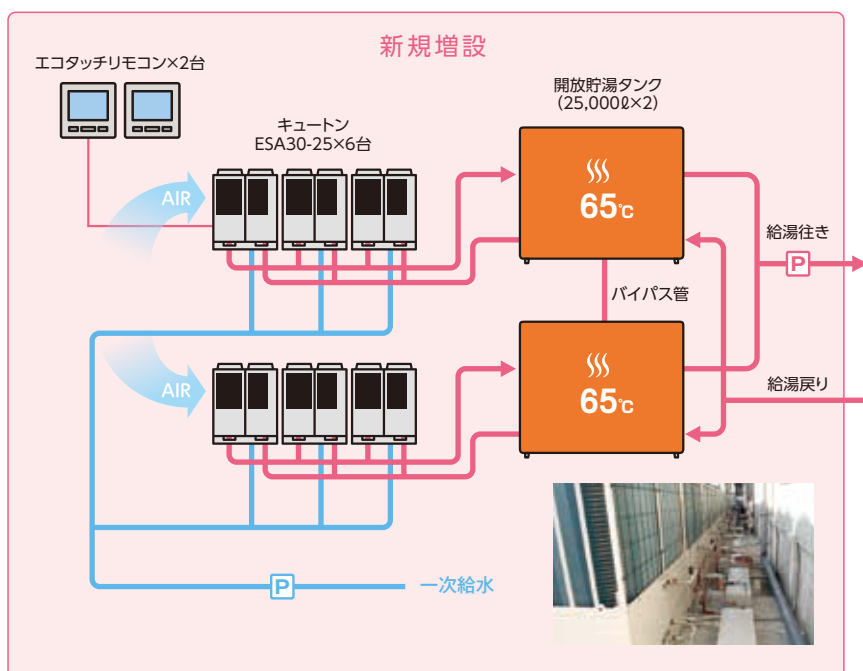 新規増設
エコタッチリモコン×2台
開放貯湯タンク
(25,000ℓ×2)
キュートン
ESA30-25×6台
AIR
65℃
給湯往き
P
バイパス管
AIR
65℃
給湯戻り
P
一次給水